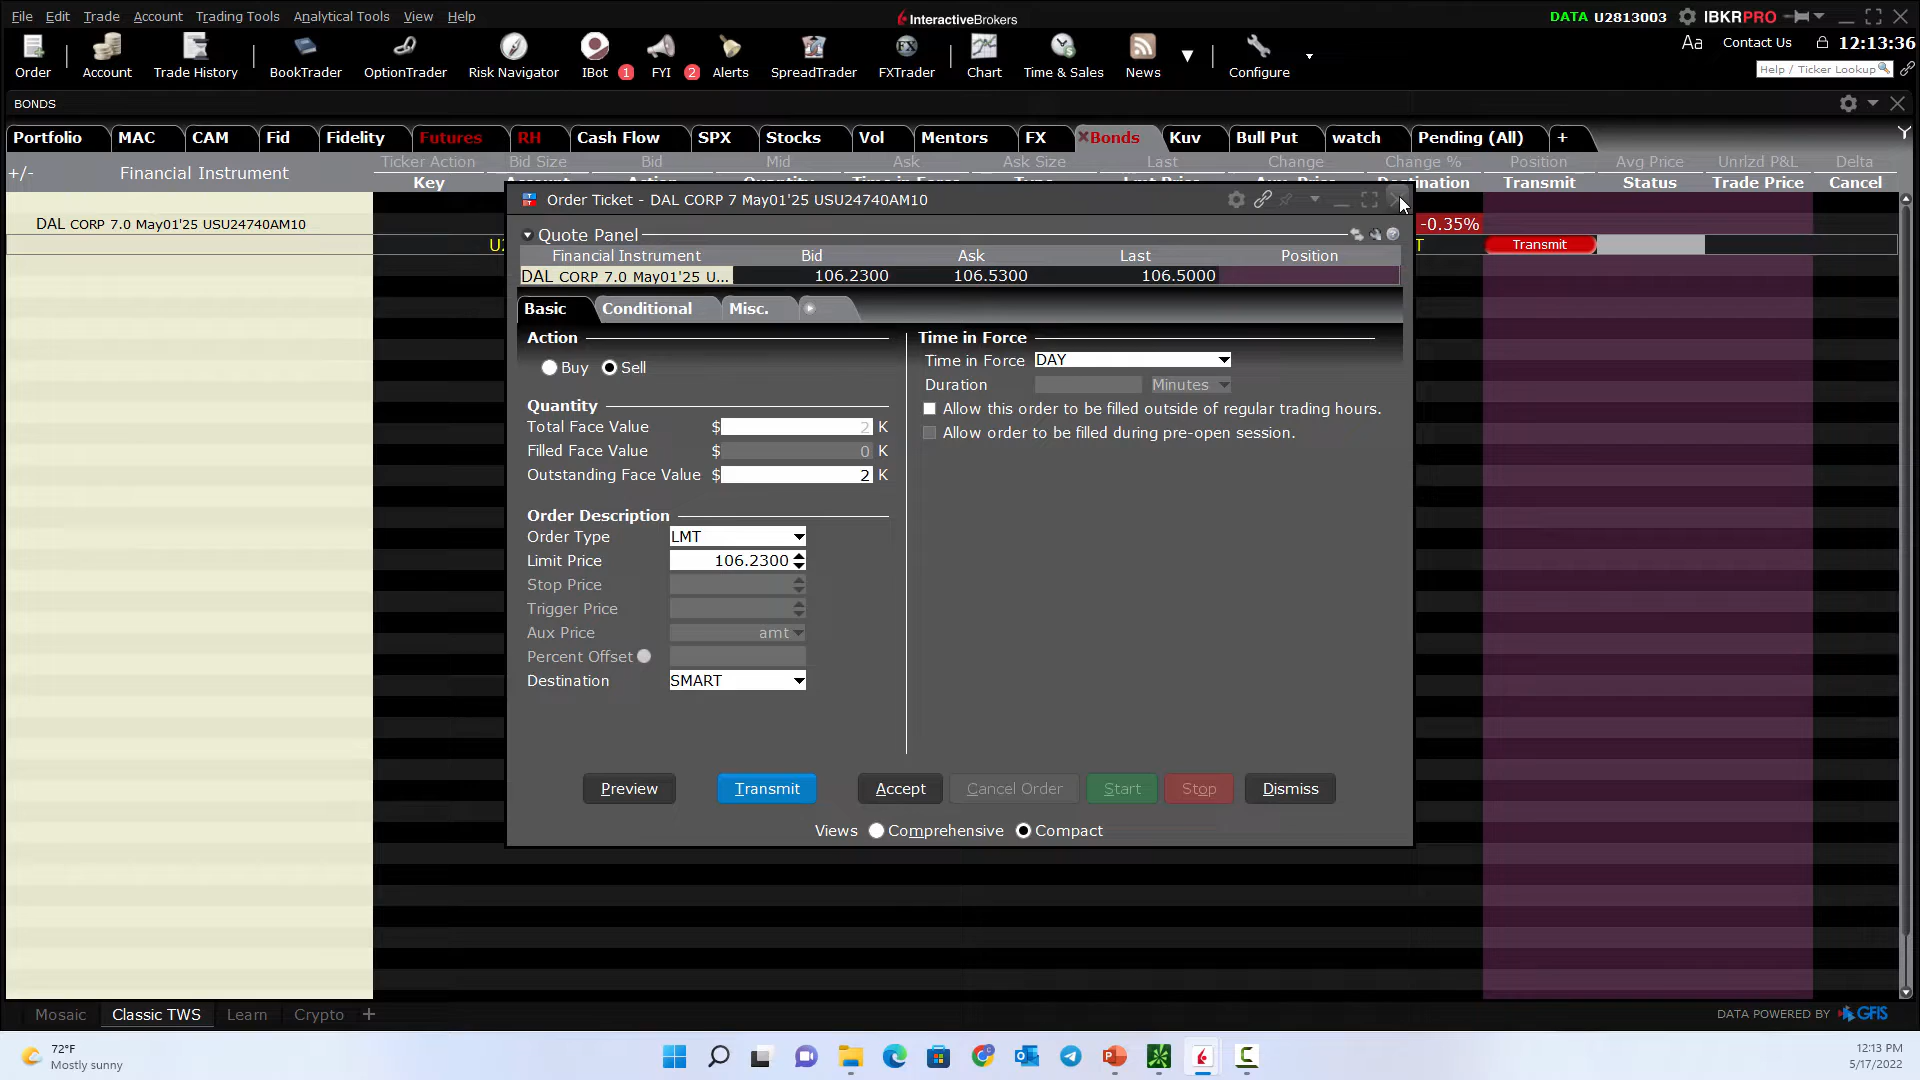 File Edit Trade Account Trading Tools Analytical Tools View Help
InteractiveBrokers
DATA U2813003 IBKRPRO
Aa Contact Us 12:13:36
Help / Ticker Lookup
Order Account Trade History BookTrader OptionTrader Risk Navigator IBot 1 FYI 2 Alerts SpreadTrader FXTrader Chart Time & Sales News Configure
BONDS
Portfolio MAC CAM Fid Fidelity Futures RH Cash Flow SPX Stocks Vol Mentors FX Bonds Kuv Bull Put watch Pending (All) +
Ticker Action Bid Size Bid Mid Ask Ask Size Last Change Change % Position Avg Price Unrlzd P&L Delta
+/- Financial Instrument
Key Transmit Status Trade Price Cancel
DAL CORP 7.0 May01'25 USU24740AM10
-0.35%
Transmit
Order Ticket - DAL CORP 7 May01'25 USU24740AM10
Quote Panel
Financial Instrument Bid Ask Last Position
DAL CORP 7.0 May01'25 U... 106.2300 106.5300 106.5000
Basic Conditional Misc.
Action
Buy Sell
Quantity
Total Face Value $ 2 K
Filled Face Value $ 0 K
Outstanding Face Value $ 2 K
Order Description
Order Type LMT
Limit Price 106.2300
Stop Price
Trigger Price
Aux Price amt
Percent Offset
Destination SMART
Time in Force
Time in Force DAY
Duration Minutes
Allow this order to be filled outside of regular trading hours.
Allow order to be filled during pre-open session.
Preview Transmit Accept Cancel Order Start Stop Dismiss
Views Comprehensive Compact
Mosaic Classic TWS Learn Crypto +
DATA POWERED BY GFIS
72°F
Mostly sunny
12:13 PM
5/17/2022